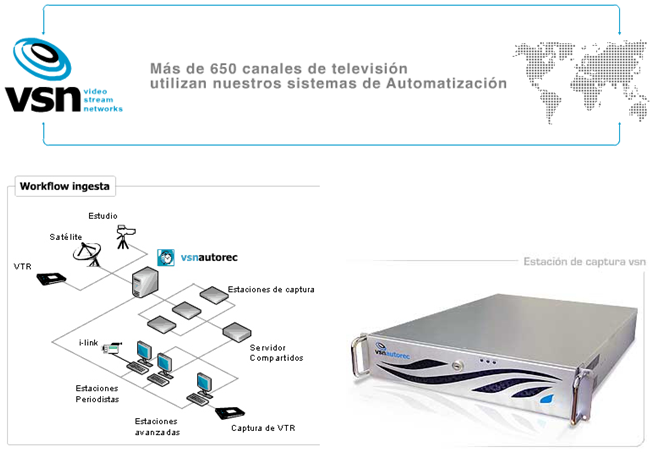 Más de 650 canales de televisión
utilizan nuestros sistemas de Automatización
vsn
video
stream
networks
Workflow ingesta
Estudio
Satélite
VTR
vsnautorec
Estaciones de captura
i-link
Servidor
Compartidos
Estaciones
Periodistas
Estaciones
avanzadas
Captura de VTR
Estación de captura vsn
vsnautorec